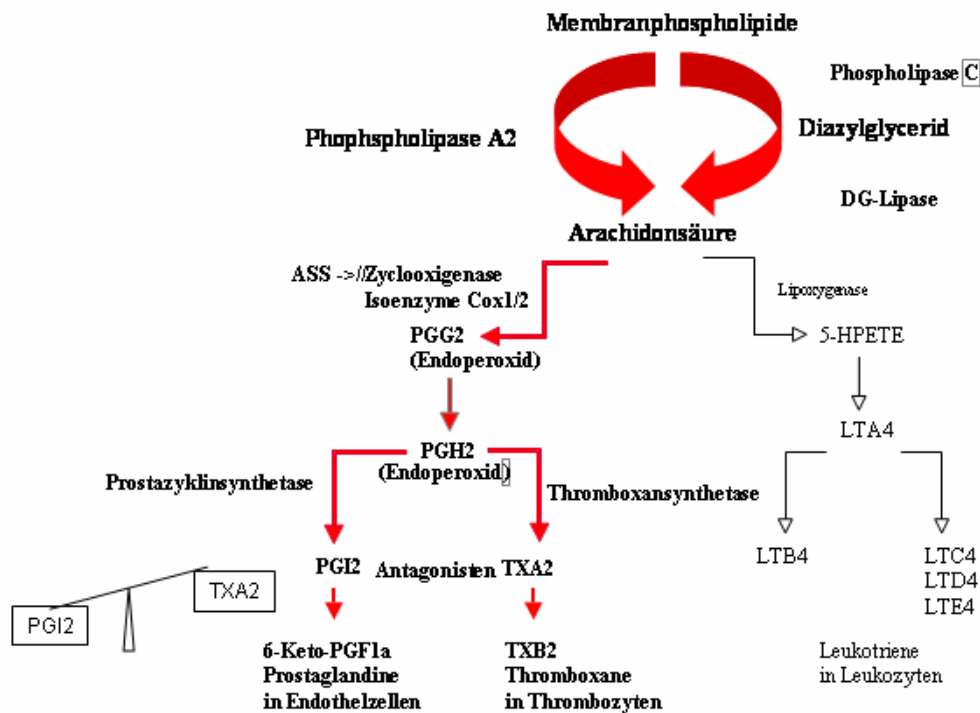 Membranphospholipide
Phospholipase C
Phophspholipase A2
Diazylglycerid
DG-Lipase
Arachidonsäure
ASS ->//Zyclooxigenase
Isoenzyme Cox1/2
Lipoxygenase
PGG2
(Endoperoxid)
5-HPETE
LTA4
PGH2
(Endoperoxid)
Prostazyklinsynthetase
Thromboxansynthetase
LTB4
LTC4
LTD4
LTE4
PGI2
Antagonisten
TXA2
TXA2
PGI2
6-Keto-PGF1a
Prostaglandine
in Endothelzellen
TXB2
Thromboxane
in Thrombozyten
Leukotriene
in Leukozyten